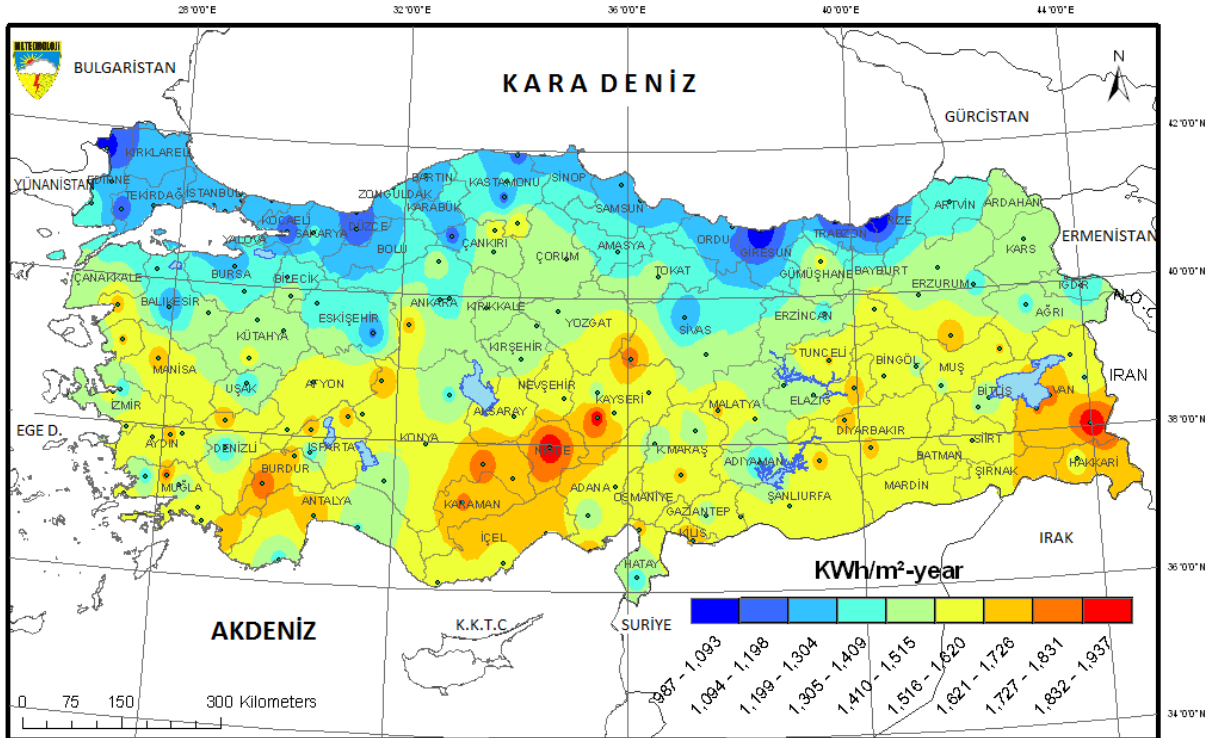 28°0'0"E 32°0'0"E 36°0'0"E 40°0'0"E 44°0'0"E
METEOROLOJİ
BULGARİSTAN
KARA DENİZ
N
GÜRCİSTAN
42°0'0"N
KIRKLARELİ
YÜNANİSTAN
EDİRNE
TEKİRDAĞ
İSTANBUL
ZONGULDAK
BARTIN
KASTAMONU
SİNOP
ARTVİN
ARDAHAN
KARABÜK
SAMSUN
KOCAELİ
SAKARYA
DÜZCE
YALOVA
BOLU
ÇANKIRI
ÇORUM
AMASYA
ORDU
GİRESUN
TRABZON
RİZE
KARS
ERMENİSTAN
ÇANAKKALE
BURSA
BİLECİK
TOKAT
GÜMÜŞHANE
BAYBURT
40°0'0"N
BALIKESİR
ESKİŞEHİR
ANKARA
KIRIKKALE
YOZGAT
SİVAS
ERZİNCAN
ERZURUM
IĞDIR
N.O.C
AĞRI
KÜTAHYA
KIRŞEHİR
TUNCELİ
BİNGÖL
MUŞ
MANİSA
UŞAK
AFYON
NEVŞEHİR
KAYSERİ
BİTLİS
VAN
IRAN
İZMİR
AKSARAY
MALATYA
ELAZIĞ
EGE D.
AYDIN
DENİZLİ
ISPARTA
KONYA
NİĞDE
K.MARAŞ
ADIYAMAN
DİYARBAKIR
SİİRT
38°0'0"N
BURDUR
BATMAN
ŞIRNAK
HAKKARİ
MUĞLA
ANTALYA
KARAMAN
ADANA
OSMANİYE
GAZİANTEP
ŞANLIURFA
MARDİN
İÇEL
KİLİS
IRAK
HATAY
36°0'0"N
KWh/m²-year
AKDENİZ
K.K.T.C
SURİYE
987 - 1,093
1,094 - 1,198
1,199 - 1,304
1,305 - 1,409
1,410 - 1,515
1,516 - 1,620
1,621 - 1,726
1,727 - 1,831
1,832 - 1,937
0 75 150 300 Kilometers
34°0'0"N